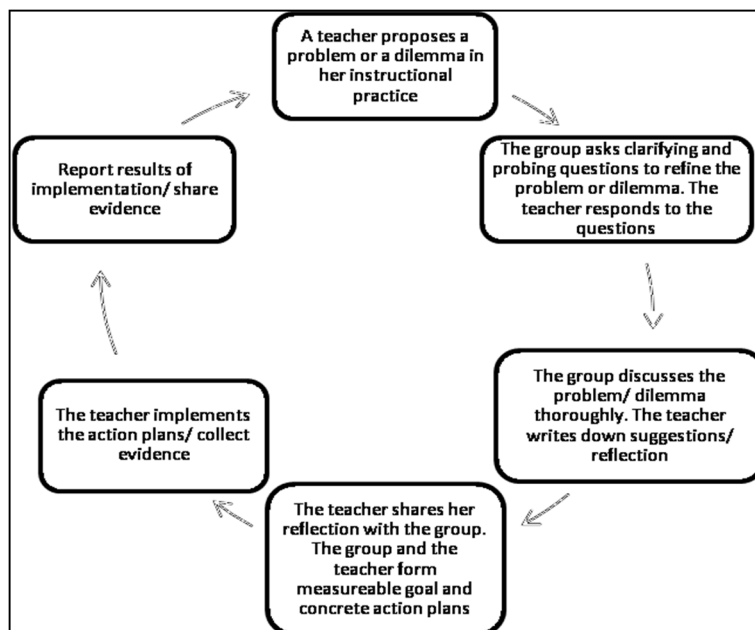 A teacher proposes a
problem or a dilemma in
her instructional
practice
The group asks clarifying and
probing questions to refine the
problem or dilemma. The
teacher responds to the
questions
The group discusses the
problem/ dilemma
thoroughly. The teacher
writes down suggestions/
reflection
The teacher shares her
reflection with the group.
The group and the
teacher form
measureable goal and
concrete action plans
The teacher implements
the action plans/ collect
evidence
Report results of
implementation/ share
evidence